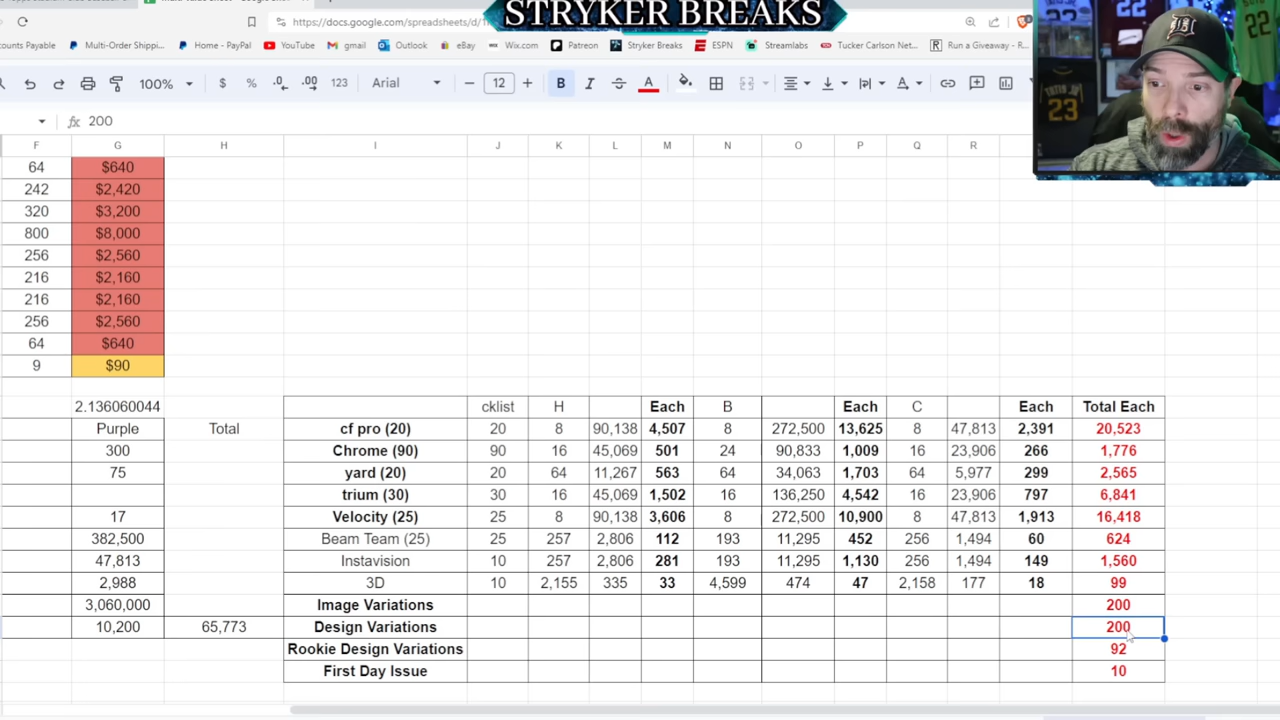 STRYKER BREAKS
https://docs.google.com/spreadsheets/d/1
counts Payable Multi-Order Shippi... Home - PayPal YouTube gmail Outlook eBay Wix.com Patreon Stryker Breaks ESPN Streamlabs Tucker Carlson Net... Run a Giveaway - R...
100% $ % .0 .00 123 Arial − 12 + B I A
fx 200
F G H I J K L M N O P Q R
64 $640
242 $2,420
320 $3,200
800 $8,000
256 $2,560
216 $2,160
216 $2,160
256 $2,560
64 $640
9 $90
2.136060044 cklist H Each B Each C Each Total Each
Purple Total cf pro (20) 20 8 90,138 4,507 8 272,500 13,625 8 47,813 2,391 20,523
300 Chrome (90) 90 16 45,069 501 24 90,833 1,009 16 23,906 266 1,776
75 yard (20) 20 64 11,267 563 64 34,063 1,703 64 5,977 299 2,565
trium (30) 30 16 45,069 1,502 16 136,250 4,542 16 23,906 797 6,841
17 Velocity (25) 25 8 90,138 3,606 8 272,500 10,900 8 47,813 1,913 16,418
382,500 Beam Team (25) 25 257 2,806 112 193 11,295 452 256 1,494 60 624
47,813 Instavision 10 257 2,806 281 193 11,295 1,130 256 1,494 149 1,560
2,988 3D 10 2,155 335 33 4,599 474 47 2,158 177 18 99
3,060,000 Image Variations 200
10,200 65,773 Design Variations 200
Rookie Design Variations 92
First Day Issue 10
22
23